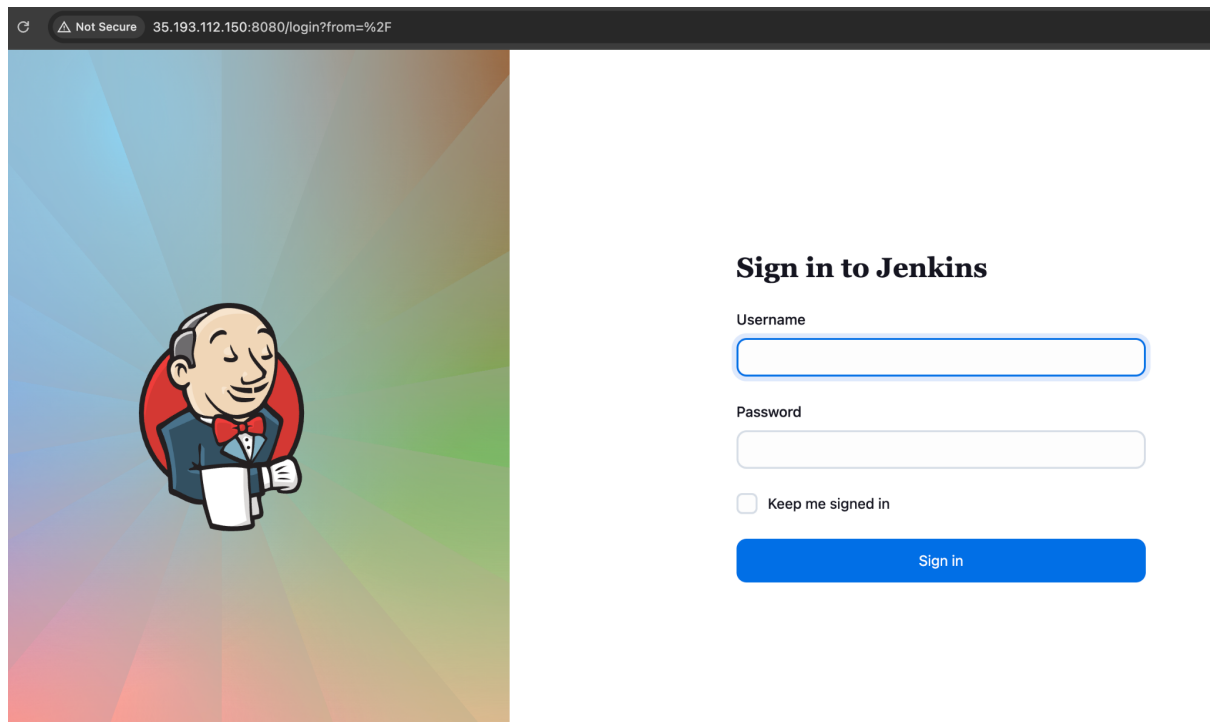 Not Secure 35.193.112.150:8080/login?from=%2F
Sign in to Jenkins
Username
Password
Keep me signed in
Sign in